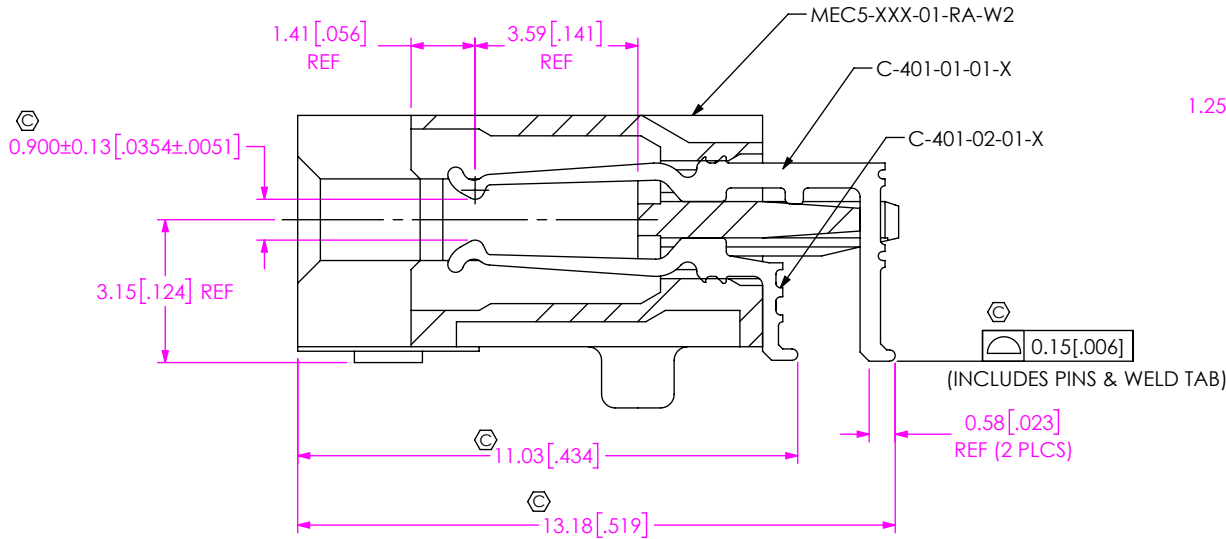 1.41[.056]
REF
3.59[.141]
REF
MEC5-XXX-01-RA-W2
C-401-01-01-X
C-401-02-01-X
1.25
C
0.900±0.13[.0354±.0051]
3.15[.124] REF
C
0.15[.006]
(INCLUDES PINS & WELD TAB)
0.58[.023]
REF (2 PLCS)
C
11.03[.434]
C
13.18[.519]